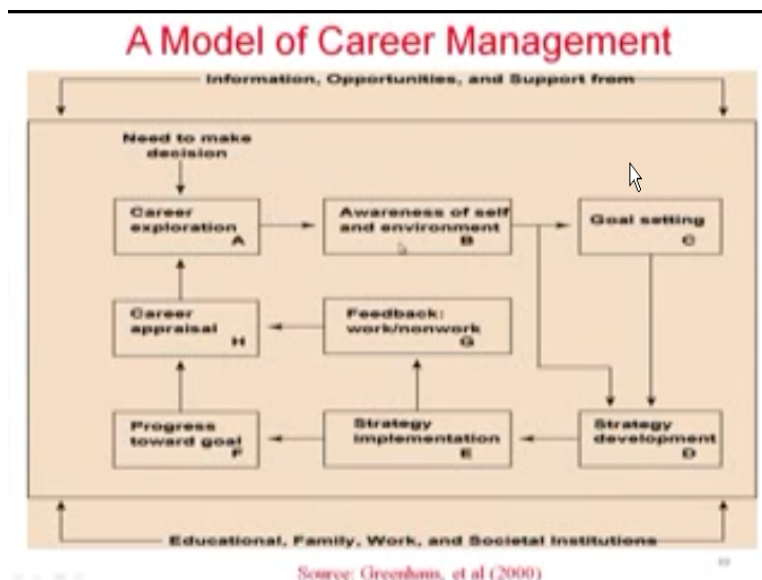 A Model of Career Management
Information, Opportunities, and Support from
Need to make
decision
Career
exploration
A
Awareness of self
and environment
B
Goal setting
C
Career
appraisal
H
Feedback:
work/nonwork
G
Progress
toward goal
F
Strategy
implementation
E
Strategy
development
D
Educational, Family, Work, and Societal Institutions
Source: Greenhaus, et al (2000)